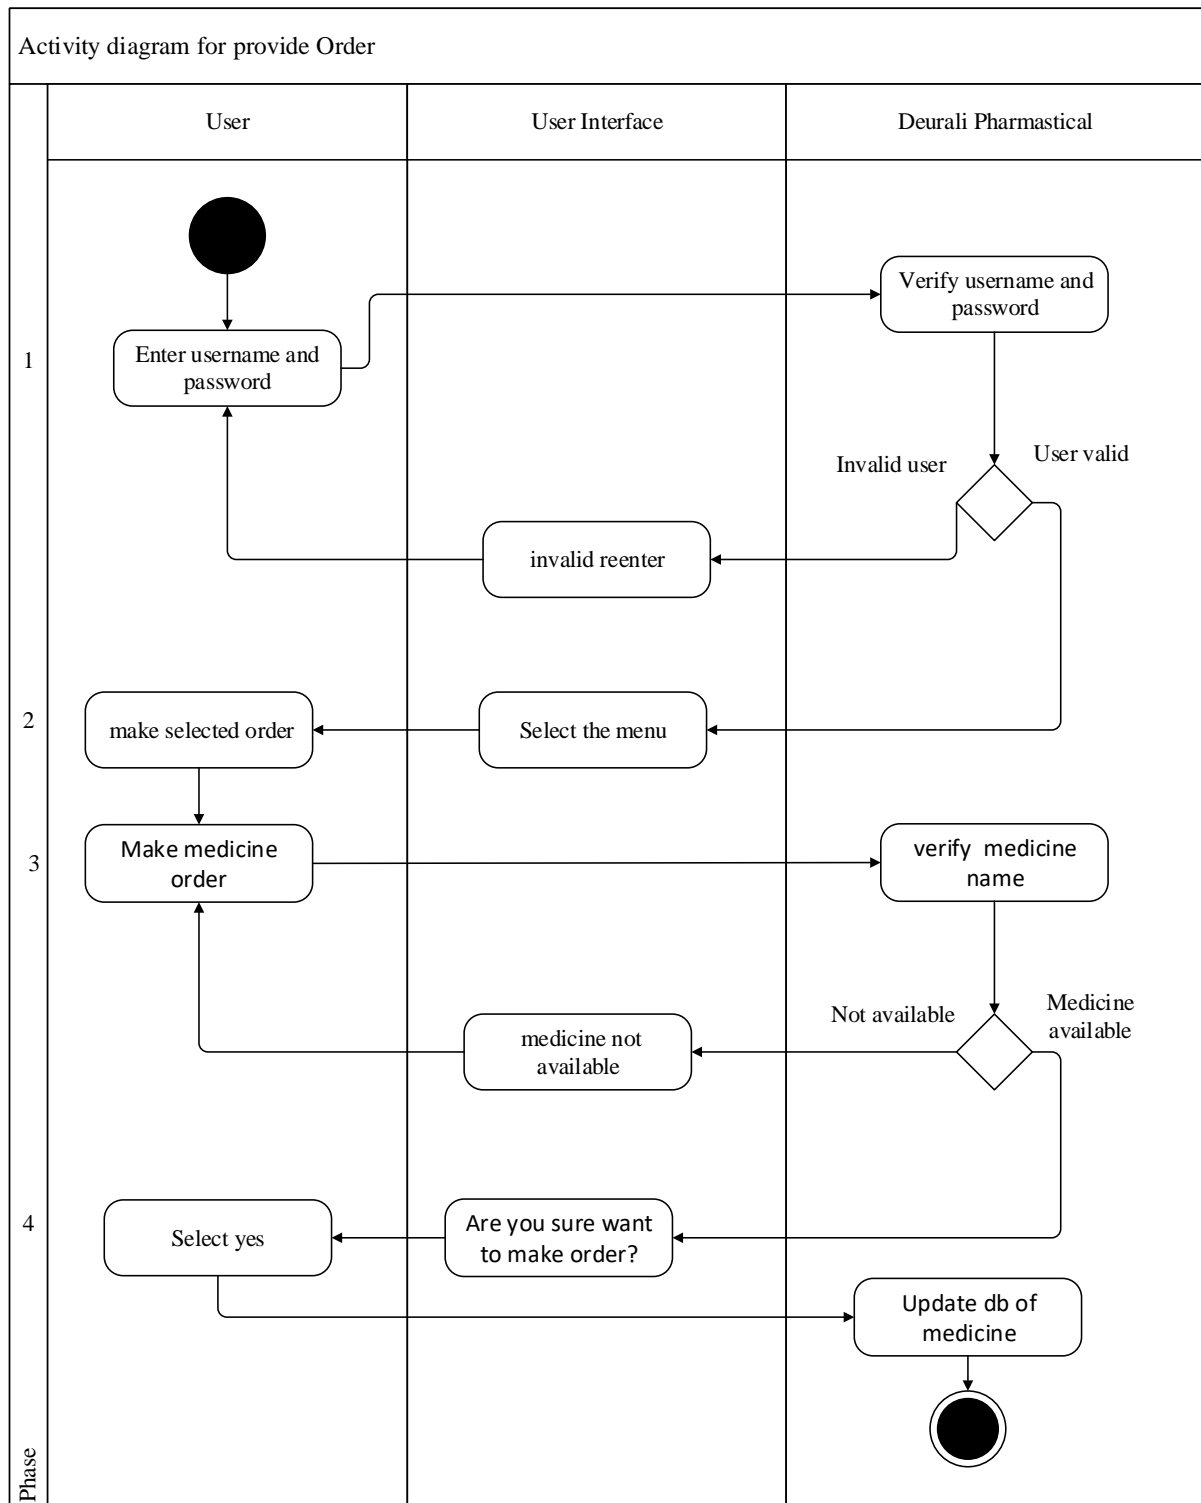 Activity diagram for provide Order
User
User Interface
Deurali Pharmastical
Verify username and
password
1
Enter username and
password
Invalid user
User valid
invalid reenter
2
make selected order
Select the menu
3
Make medicine
order
verify medicine
name
Not available
Medicine
available
medicine not
available
4
Select yes
Are you sure want
to make order?
Update db of
medicine
Phase